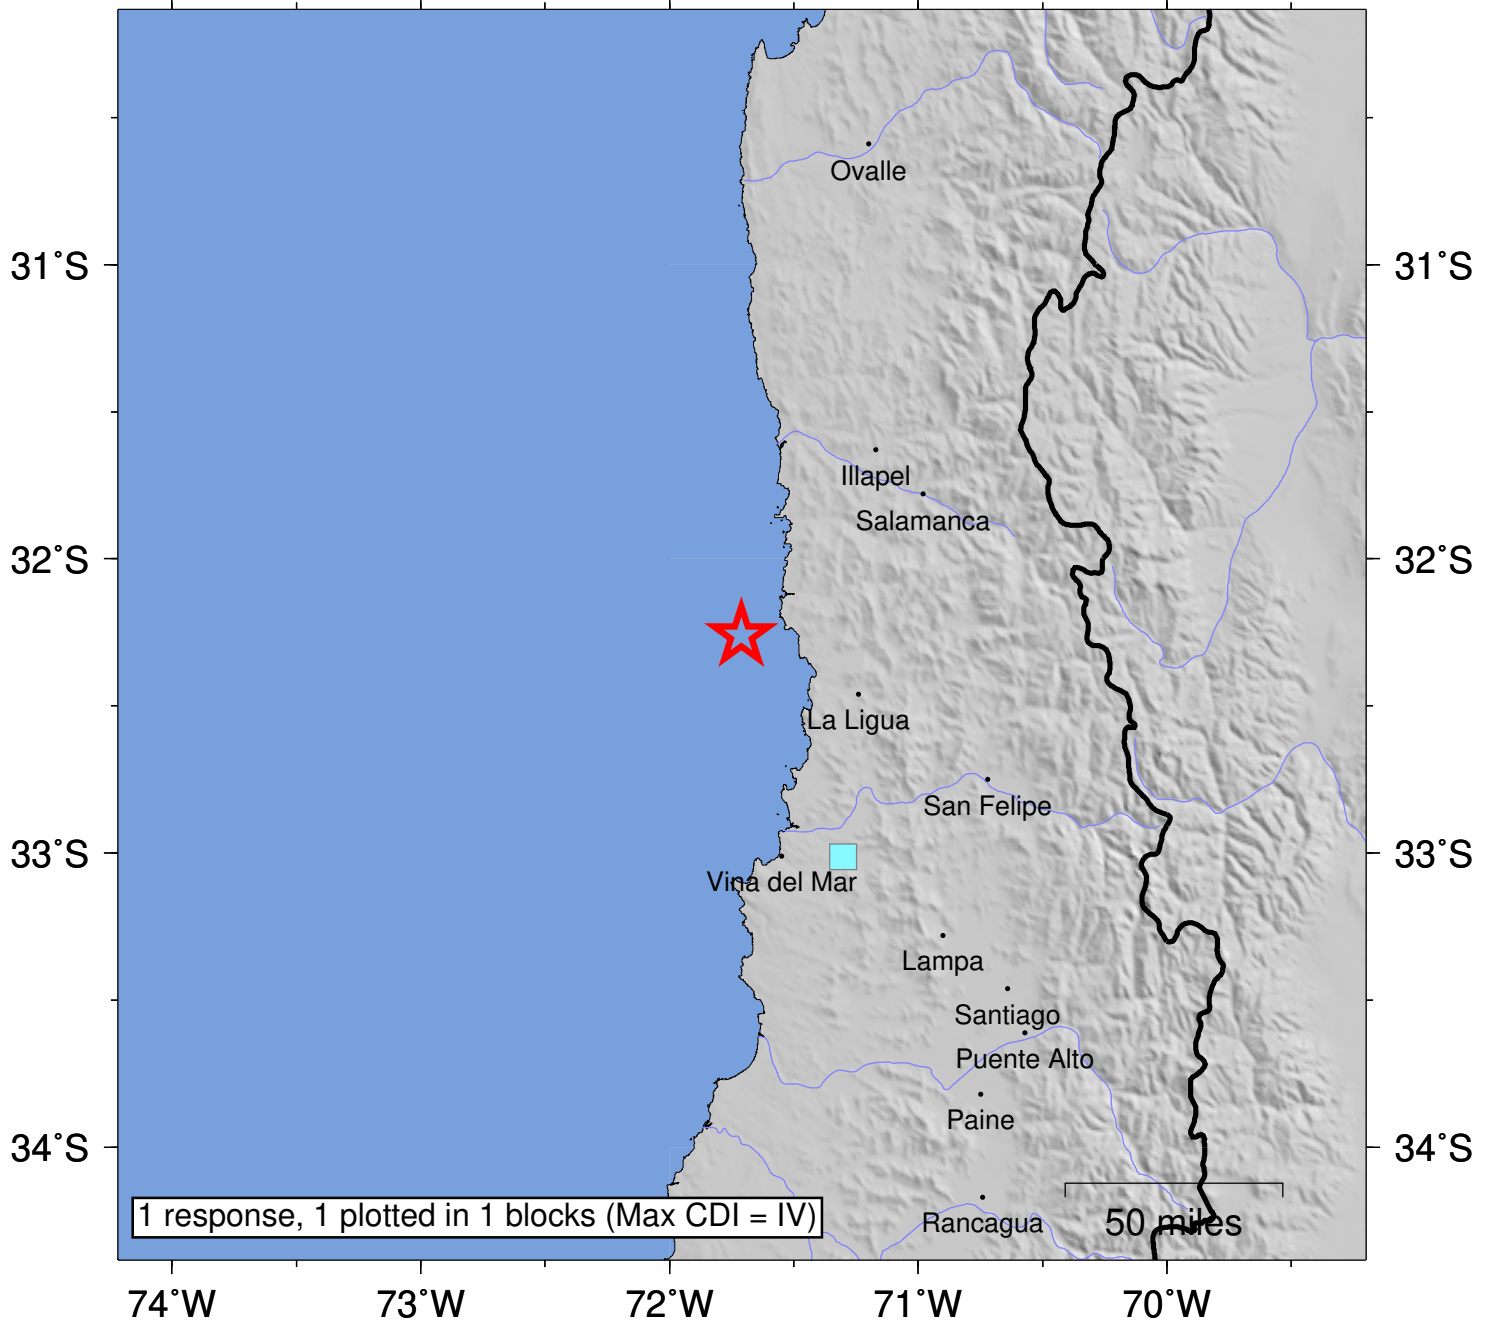 Ovalle
31°S
31°S
Illapel
Salamanca
32°S
32°S
La Ligua
San Felipe
33°S
33°S
Vina del Mar
Lampa
Santiago
Puente Alto
Paine
34°S
34°S
1 response, 1 plotted in 1 blocks (Max CDI = IV)
Rancagua
50 miles
74°W
73°W
72°W
71°W
70°W